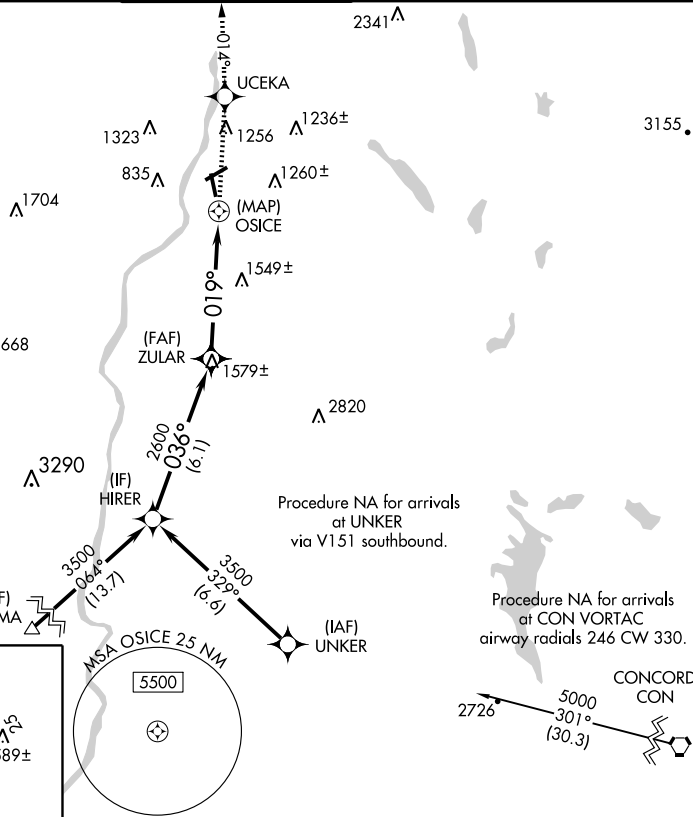 2341
014°
UCEKA
1323
1256
1236±
3155
835
1260±
1704
(MAP)
OSICE
1549±
019°
(FAF)
ZULAR
668
1579±
2820
2600
036°
(6.1)
3290
(IF)
HIRER
Procedure NA for arrivals
at UNKER
via V151 southbound.
3500
064°
(13.7)
3500
329°
(6.6)
Procedure NA for arrivals
at CON VORTAC
airway radials 246 CW 330.
F)
MA
(IAF)
UNKER
MSA OSICE 25 NM
5500
CONCORD
CON
5000
301°
(30.3)
2726
25
89±